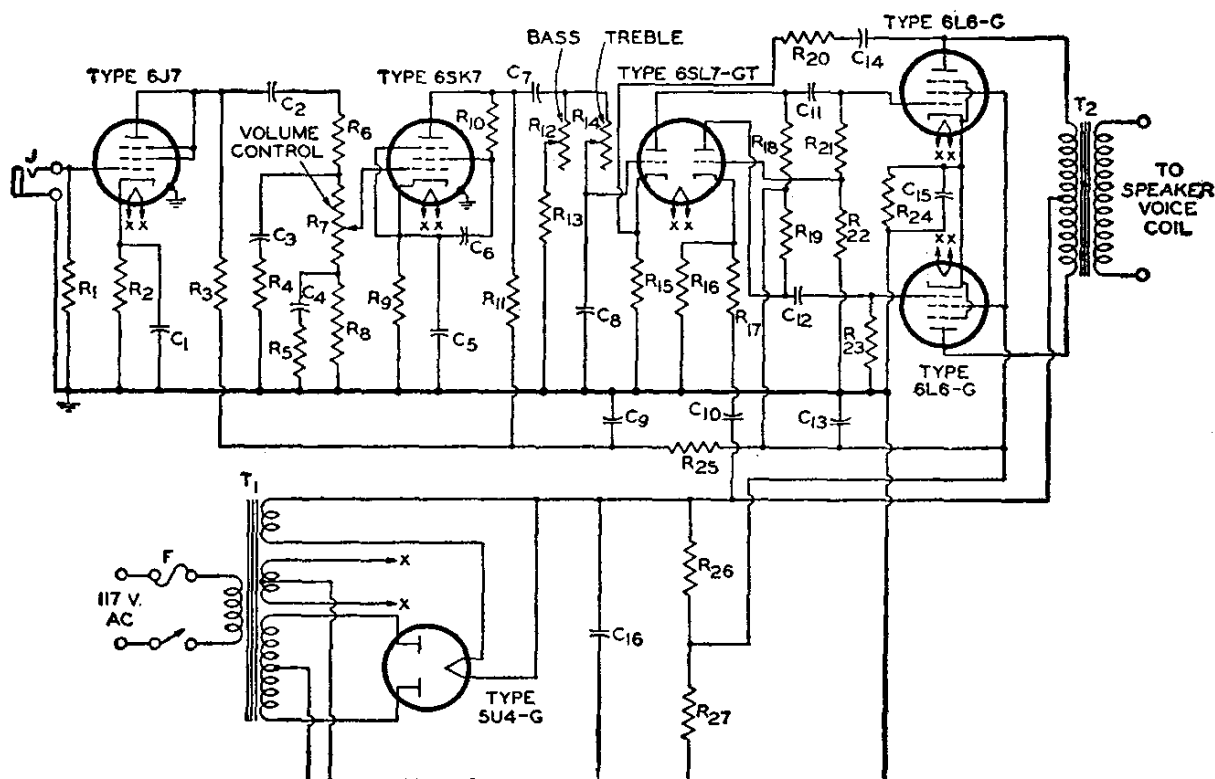 TYPE 6L6-G
BASS TREBLE
R20 C14
TYPE 6J7
TYPE 6SK7
C7
TYPE 6SL7-GT
C2
R6
R10
R12
R14
C11
R18
R21
T2
VOLUME
CONTROL
J
X X
X X
X X
X X
TO
SPEAKER
VOICE
COIL
R7
R13
C15
R24
C3
C6
R19
R22
X X
R1
R2
R3
R4
C4
R9
R11
R15
R16
R17
C12
C1
R5
R8
C5
C8
R23
TYPE
6L6-G
C9
C10
C13
R25
T1
F
X
X
117 V.
AC
R26
C16
TYPE
5U4-G
R27